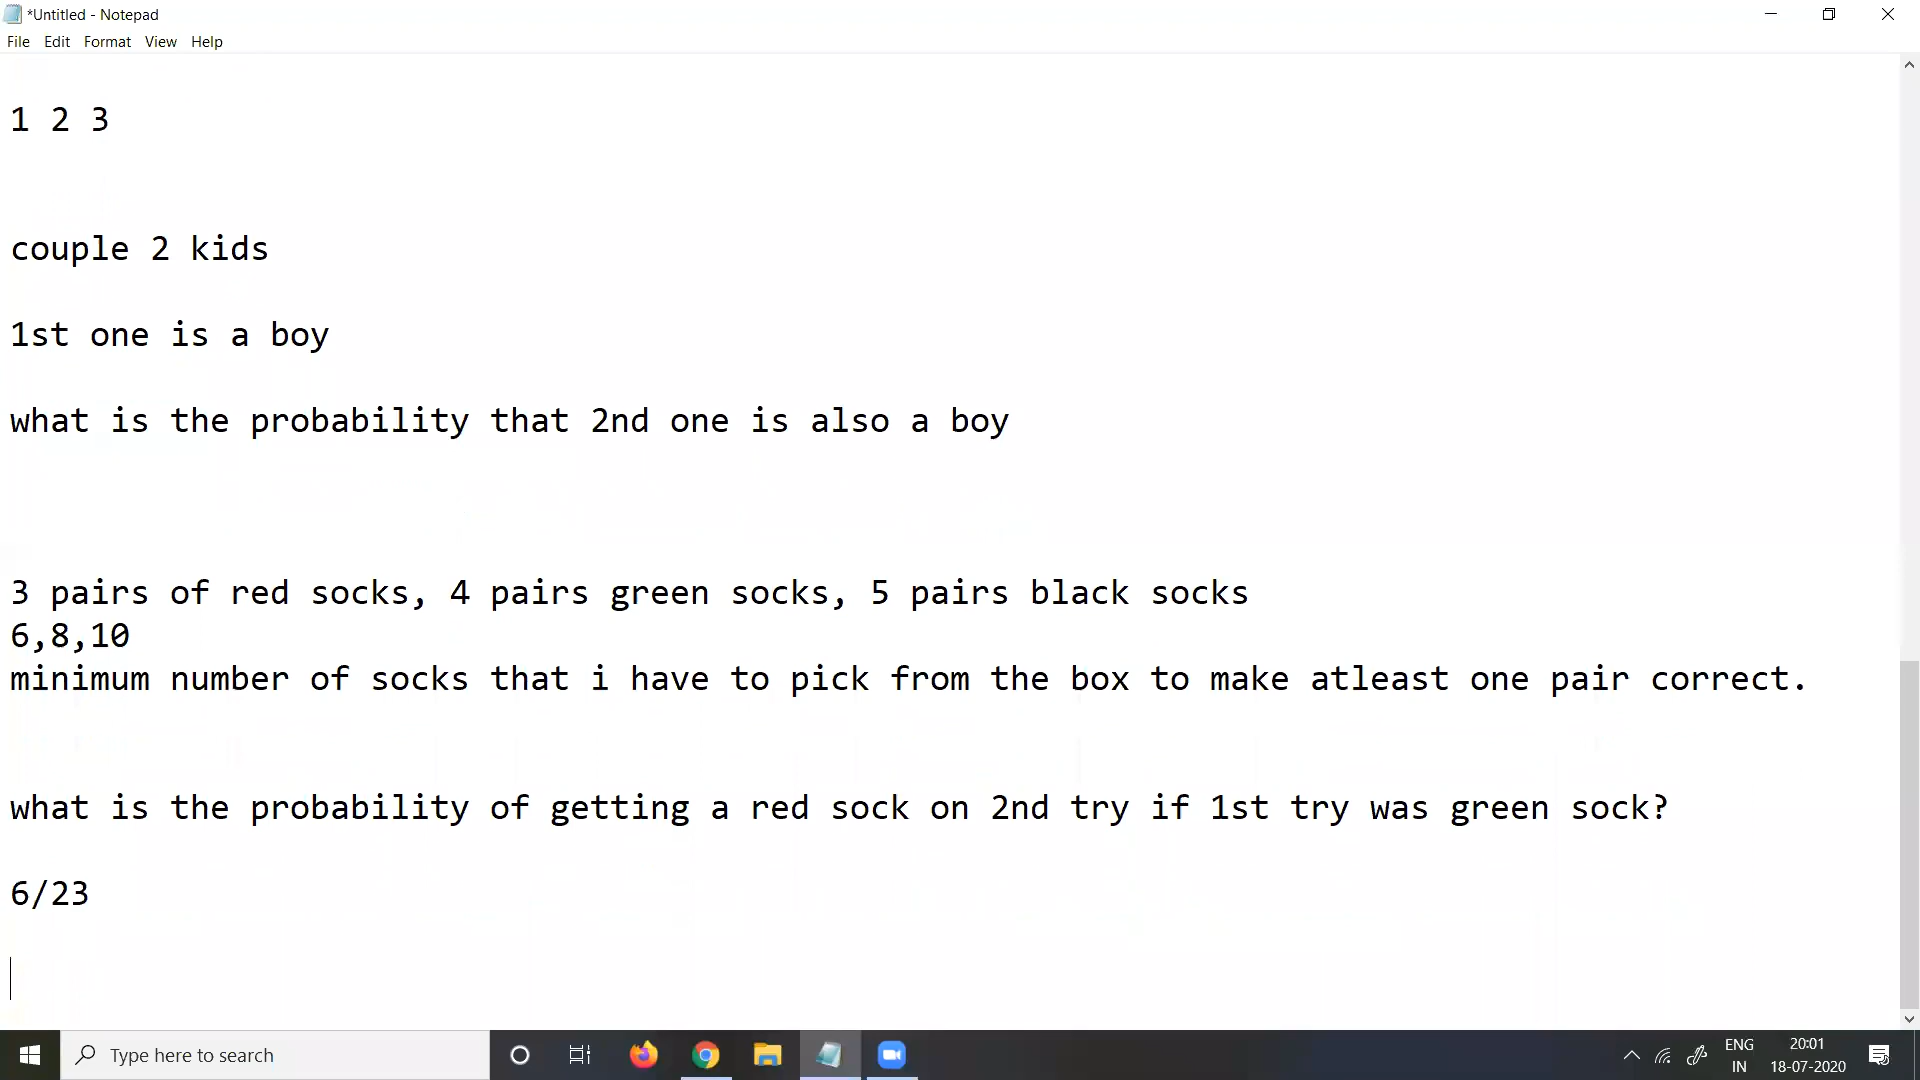 *Untitled - Notepad
File Edit Format View Help
1 2 3
couple 2 kids
1st one is a boy
what is the probability that 2nd one is also a boy
3 pairs of red socks, 4 pairs green socks, 5 pairs black socks
6,8,10
minimum number of socks that i have to pick from the box to make atleast one pair correct.
what is the probability of getting a red sock on 2nd try if 1st try was green sock?
6/23
Type here to search
ENG
IN
20:01
18-07-2020